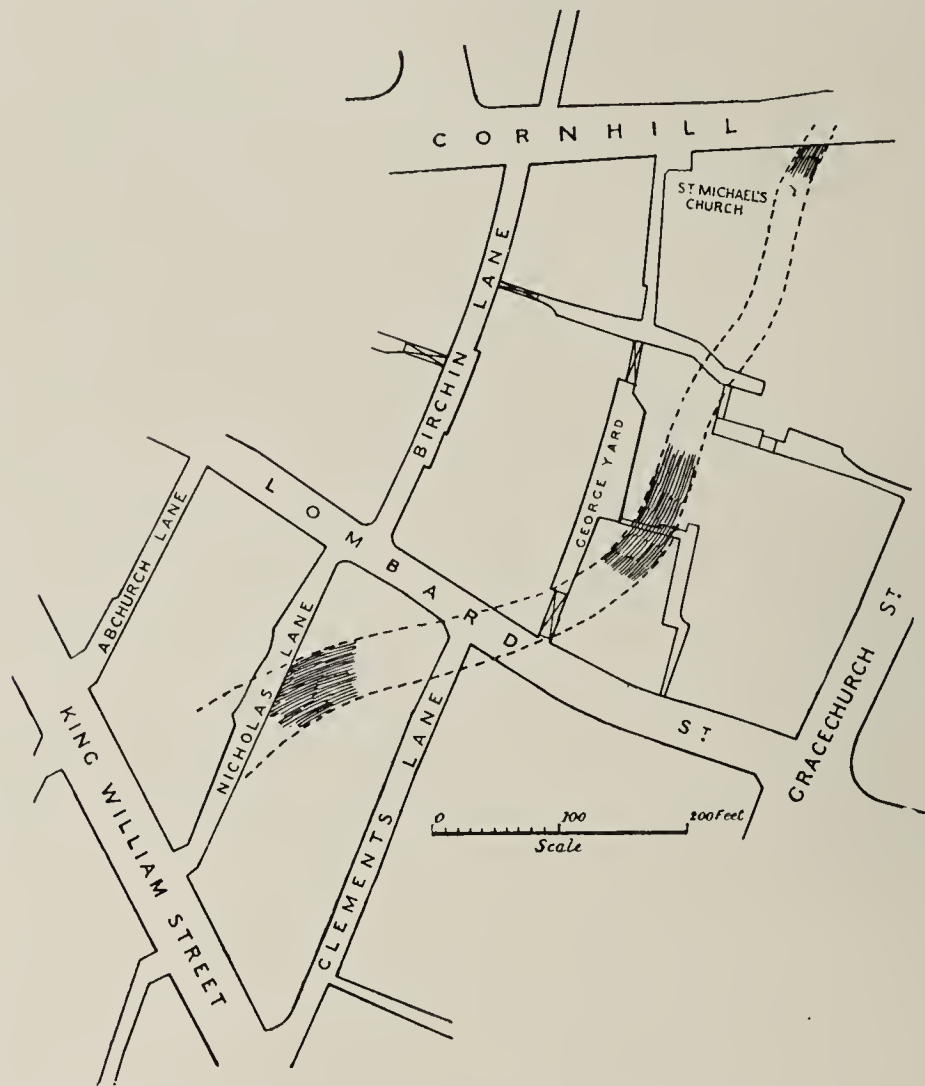 CORNHILL
ST. MICHAEL'S
CHURCH
BIRCHIN LANE
GEORGE YARD
LOMBARD ST.
ABCHURCH LANE
NICHOLAS LANE
CLEMENTS LANE
GRACECHURCH ST.
KING WILLIAM STREET
0 100 200 Feet
Scale